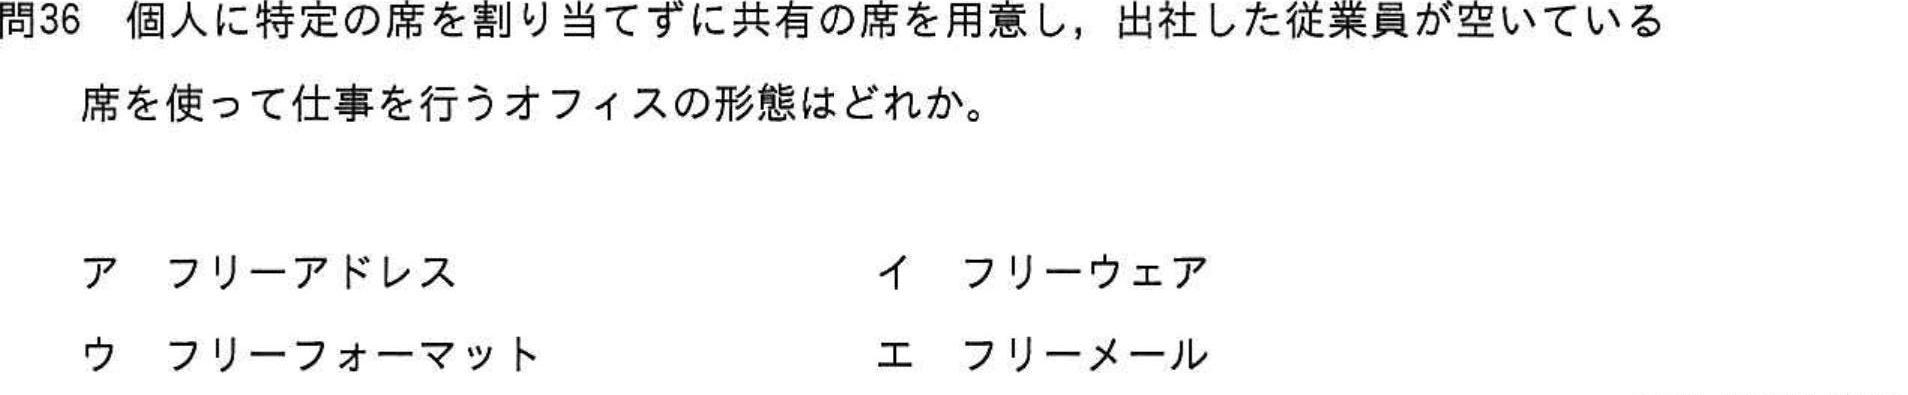 問36　個人に特定の席を割り当てずに共有の席を用意し，出社した従業員が空いている
席を使って仕事を行うオフィスの形態はどれか。
ア　フリーアドレス　　イ　フリーウェア
ウ　フリーフォーマット　　エ　フリーメール